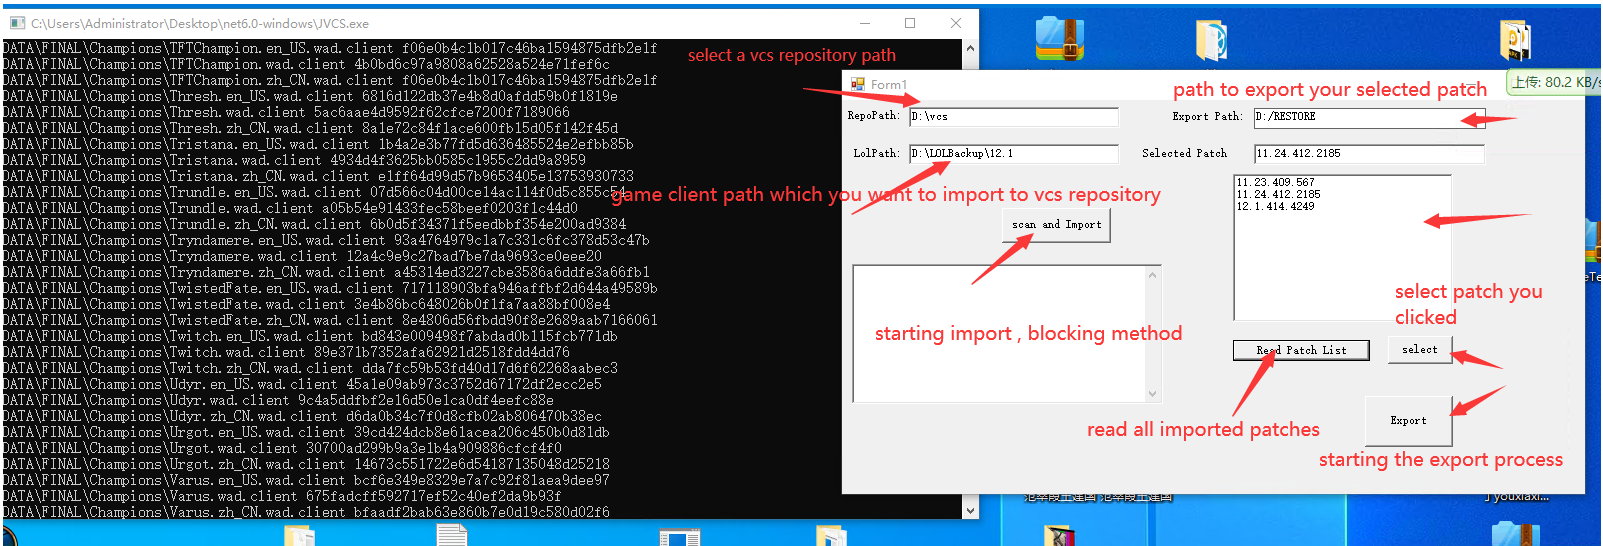 C:\Users\Administrator\Desktop\net6.0-windows\JVCS.exe
DATA\FINAL\Champions\TFTChampion.en_US.wad.client f06e0b4c1b017c46ba1594875dfb2e1f
DATA\FINAL\Champions\TFTChampion.wad.client 4b0bd6c97a9808a62528a524e71fef6c
DATA\FINAL\Champions\TFTChampion.zh_CN.wad.client f06e0b4c1b017c46ba1594875dfb2e1f
DATA\FINAL\Champions\Thresh.en_US.wad.client 6816d122db37e4b8d0afdd59b0f1819e
DATA\FINAL\Champions\Thresh.wad.client 5ac6aae4d9592f62cfce7200f7189066
DATA\FINAL\Champions\Thresh.zh_CN.wad.client 8a1e72c84f1ace600fb15d05f142f45d
DATA\FINAL\Champions\Tristana.en_US.wad.client 1b4a2e3b77fd5d636485524e2efbb85b
DATA\FINAL\Champions\Tristana.wad.client 4934d4f3625bb0585c1955c2dd9a8959
DATA\FINAL\Champions\Tristana.zh_CN.wad.client e1ff64d99d57b9653405e13753930733
DATA\FINAL\Champions\Trundle.en_US.wad.client 07d566c04d00ce14ac114f0d5c855c54
DATA\FINAL\Champions\Trundle.wad.client a05b54e91433fec58beef0203f1c44d0
DATA\FINAL\Champions\Trundle.zh_CN.wad.client 6b0d5f34371f5eedbbf354e200ad9384
DATA\FINAL\Champions\Tryndamere.en_US.wad.client 93a4764979c1a7c331c6fc378d53c47b
DATA\FINAL\Champions\Tryndamere.wad.client 12a4c9e9c27bad7be7da9693ce0eee20
DATA\FINAL\Champions\Tryndamere.zh_CN.wad.client a45314ed3227cbe3586a6ddfe3a66fb1
DATA\FINAL\Champions\TwistedFate.en_US.wad.client 717118903bfa946affbf2d644a49589b
DATA\FINAL\Champions\TwistedFate.wad.client 3e4b86bc648026b0f1fa7aa88bf008e4
DATA\FINAL\Champions\TwistedFate.zh_CN.wad.client 8e4806d56fbdd90f8e2689aab7166061
DATA\FINAL\Champions\Twitch.en_US.wad.client bd843e009498f7abdad0b115fcb771db
DATA\FINAL\Champions\Twitch.wad.client 89e371b7352afa62921d2518fdd4dd76
DATA\FINAL\Champions\Twitch.zh_CN.wad.client dda7fc59b53fd40d17d6f62268aabec3
DATA\FINAL\Champions\Udyr.en_US.wad.client 45a1e09ab973c3752d67172df2ecc2e5
DATA\FINAL\Champions\Udyr.wad.client 9c4a5ddfbf2e16d50e1ca0df4eefc88e
DATA\FINAL\Champions\Udyr.zh_CN.wad.client d6da0b34c7f0d8cfb02ab806470b38ec
DATA\FINAL\Champions\Urgot.en_US.wad.client 39cd424dcb8e61acea206c450b0d81db
DATA\FINAL\Champions\Urgot.wad.client 30700ad299b9a3e1b4a909886cfcf4f0
DATA\FINAL\Champions\Urgot.zh_CN.wad.client 14673c551722e6d54187135048d25218
DATA\FINAL\Champions\Varus.en_US.wad.client bcf6e349e8329e7a7c92f81aea9dee97
DATA\FINAL\Champions\Varus.wad.client 675fadcff592717ef52c40ef2da9b93f
DATA\FINAL\Champions\Varus.zh_CN.wad.client bfaadf2bab63e860b7e0d19c580d02f6
select a vcs repository path
Form1
上传: 80.2 KB/s
path to export your selected patch
RepoPath: D:\vcs
Export Path: D:/RESTORE
LolPath: D:\LOLBackup\12.1
Selected Patch 11.24.412.2185
game client path which you want to import to vcs repository
11.23.409.567
11.24.412.2185
12.1.414.4249
scan and Import
select patch you
clicked
starting import , blocking method
Read Patch List
select
read all imported patches
Export
starting the export process